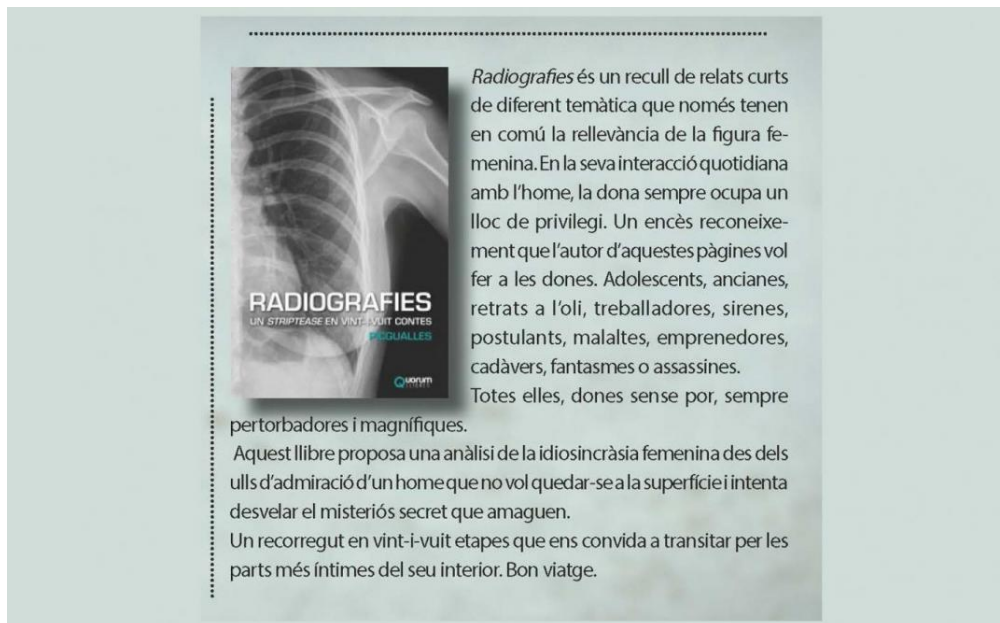 Radiografies és un recull de relats curts
de diferent temàtica que només tenen
en comú la rellevància de la figura fe-
menina. En la seva interacció quotidiana
amb l'home, la dona sempre ocupa un
lloc de privilegi. Un encès reconeixe-
ment que l'autor d'aquestes pàgines vol
fer a les dones. Adolescents, ancianes,
retrats a l'oli, treballadores, sirenes,
postulants, malaltes, emprenedores,
cadàvers, fantasmes o assassines.
Totes elles, dones sense por, sempre
pertorbadores i magnífiques.
Aquest llibre proposa una anàlisi de la idiosincràsia femenina des dels
ulls d'admiració d'un home que no vol quedar-se a la superfície i intenta
desvelar el misteriós secret que amaguen.
Un recorregut en vint-i-vuit etapes que ens convida a transitar per les
parts més íntimes del seu interior. Bon viatge.
RADIOGRAFIES
UN STRIPTEASE EN VINT-I-VUIT CONTES
Quorum